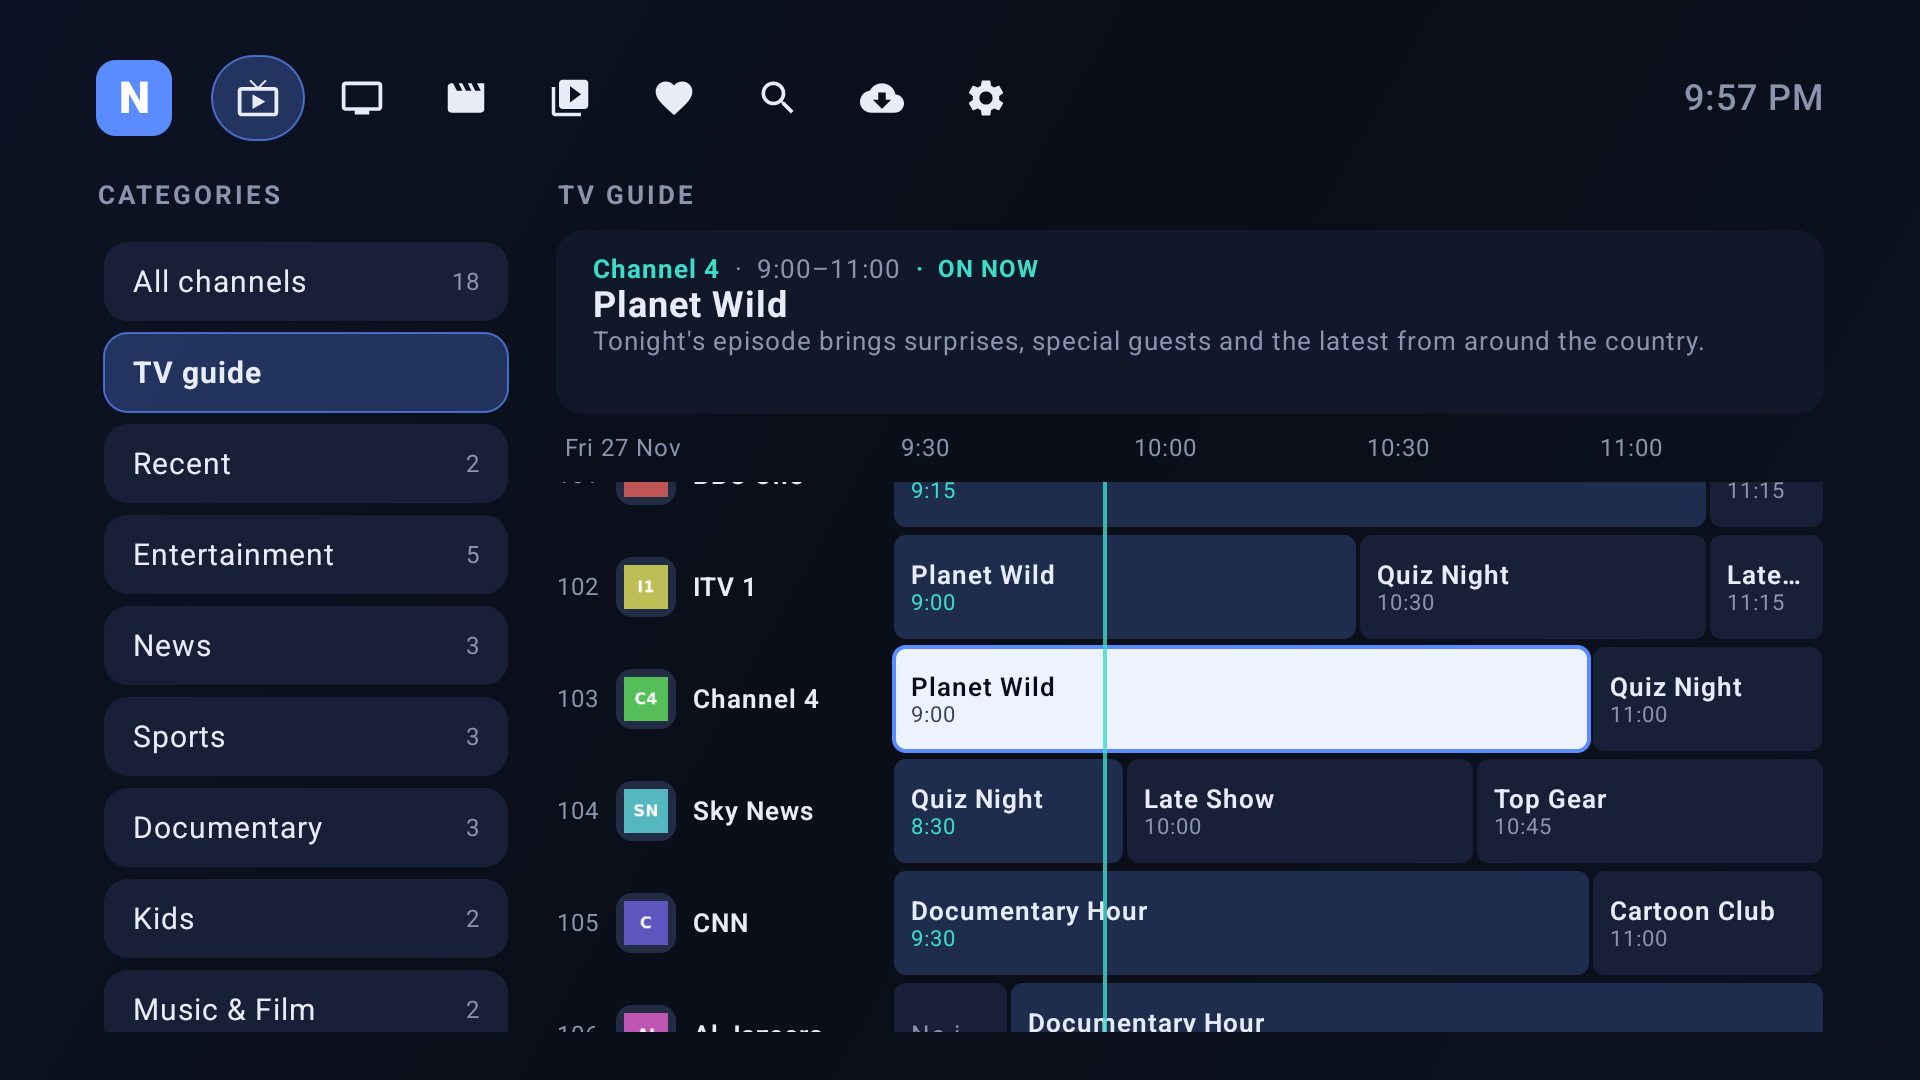 N
9:57 PM
CATEGORIES
All channels 18
TV guide
Recent 2
Entertainment 5
News 3
Sports 3
Documentary 3
Kids 2
Music & Film 2
TV GUIDE
Channel 4 · 9:00–11:00 · ON NOW
Planet Wild
Tonight's episode brings surprises, special guests and the latest from around the country.
Fri 27 Nov 9:30 10:00 10:30 11:00
9:15 11:15
102 I1 ITV 1
Planet Wild Quiz Night Late…
9:00 10:30 11:15
103 C4 Channel 4
Planet Wild Quiz Night
9:00 11:00
104 SN Sky News
Quiz Night Late Show Top Gear
8:30 10:00 10:45
105 C CNN
Documentary Hour Cartoon Club
9:30 11:00
Documentary Hour